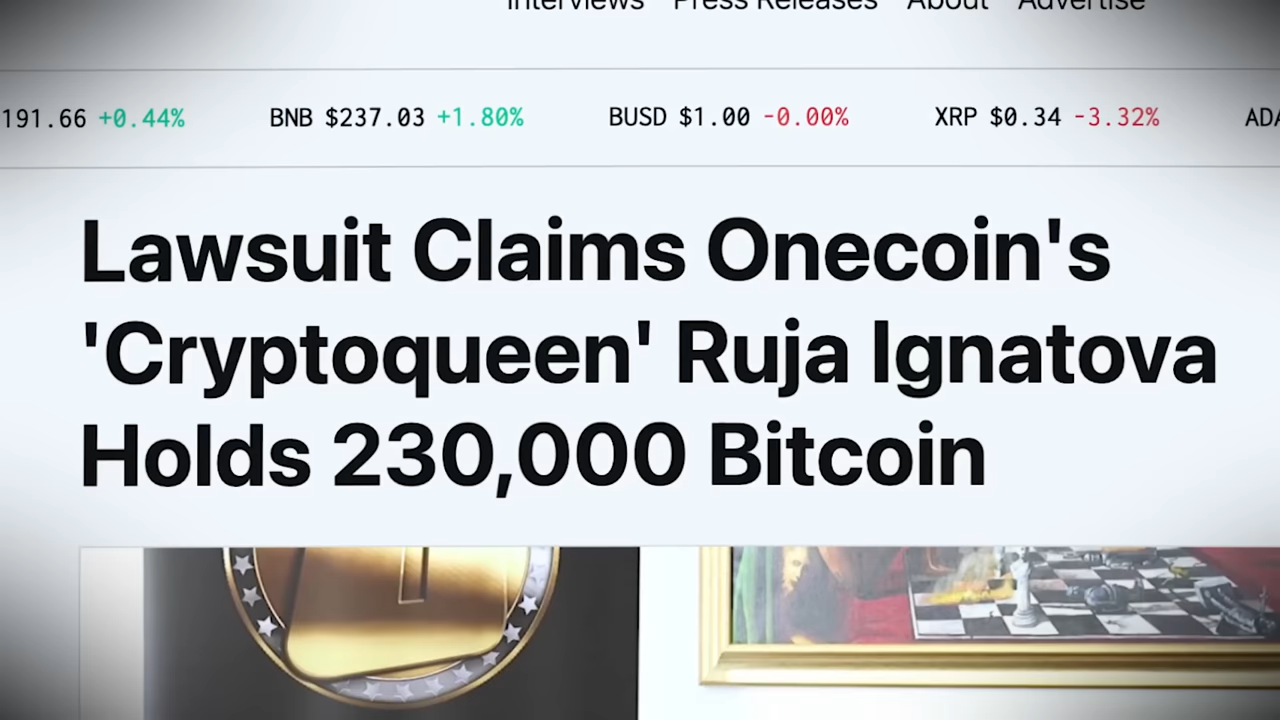 Interviews Press Releases About Advertise
191.66 +0.44% BNB $237.03 +1.80% BUSD $1.00 -0.00% XRP $0.34 -3.32% ADA
Lawsuit Claims Onecoin's
'Cryptoqueen' Ruja Ignatova
Holds 230,000 Bitcoin